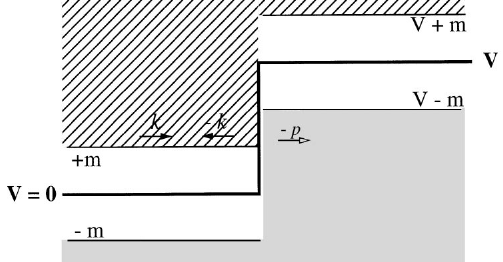 V + m
V
V - m
k
- k
- p
+m
V = 0
- m